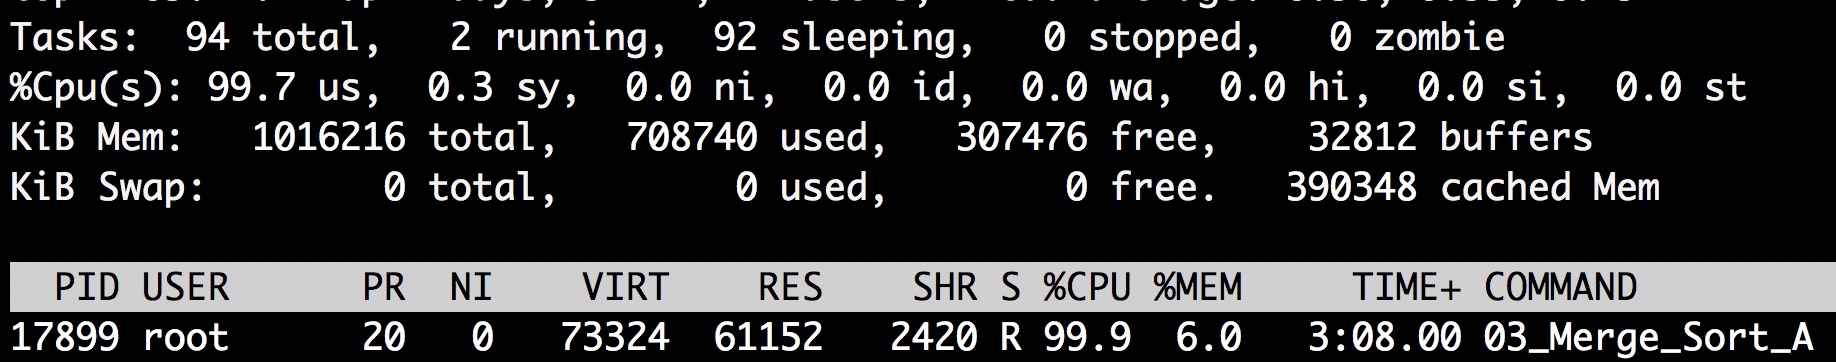 Tasks:  94 total,   2 running,  92 sleeping,   0 stopped,   0 zombie
%Cpu(s): 99.7 us,  0.3 sy,  0.0 ni,  0.0 id,  0.0 wa,  0.0 hi,  0.0 si,  0.0 st
KiB Mem:   1016216 total,   708740 used,   307476 free,    32812 buffers
KiB Swap:        0 total,        0 used,        0 free.   390348 cached Mem
  PID USER      PR  NI    VIRT    RES    SHR S %CPU %MEM     TIME+ COMMAND
17899 root      20   0   73324  61152   2420 R 99.9  6.0   3:08.00 03_Merge_Sort_A